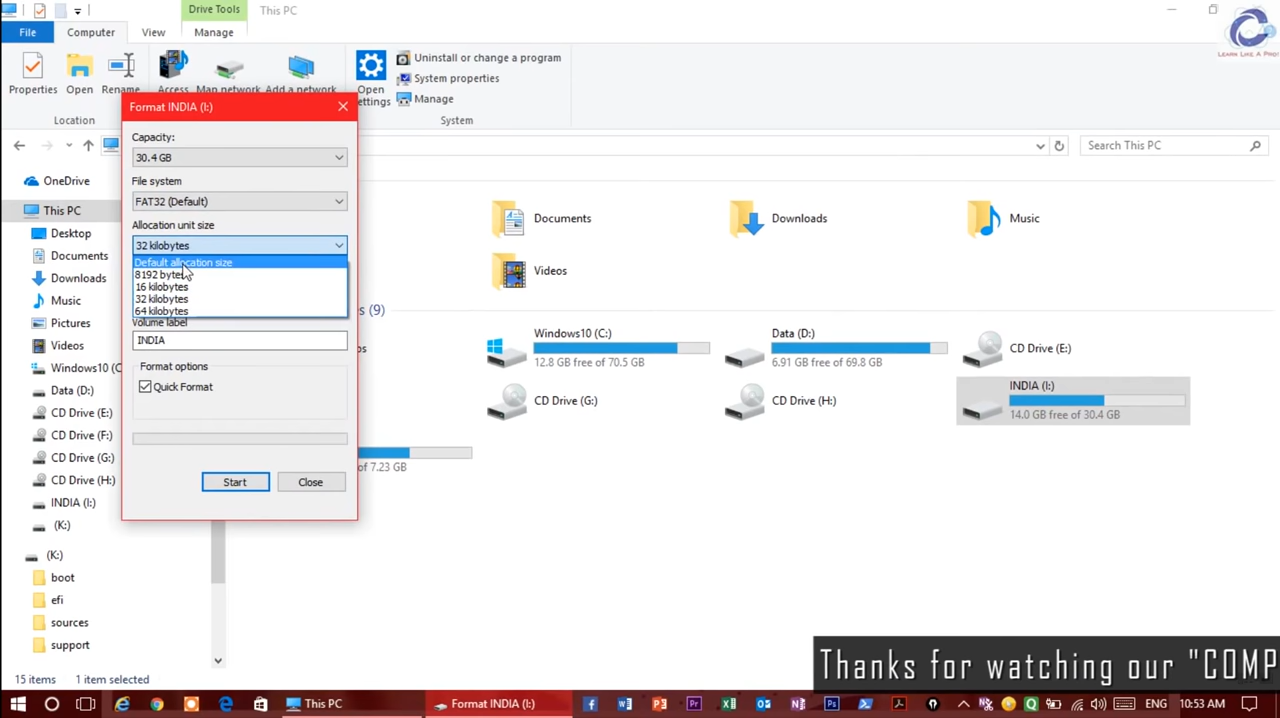 Drive Tools
This PC
File
Computer
View
Manage
Properties
Open
Rename
Access
Map network
Add a network
Open
ettings
Uninstall or change a program
System properties
Manage
Location
System
LEARN LIKE A PRO
Format INDIA (I:)
Capacity:
30.4 GB
File system
FAT32 (Default)
Allocation unit size
32 kilobytes
Default allocation size
8192 bytes
16 kilobytes
32 kilobytes
64 kilobytes
Volume label
INDIA
Format options
Quick Format
Start
Close
Search This PC
OneDrive
This PC
Desktop
Documents
Downloads
Music
Pictures
Videos
Windows10 (C
Data (D:)
CD Drive (E:)
CD Drive (F:)
CD Drive (G:)
CD Drive (H:)
INDIA (I:)
(K:)
(K:)
boot
efi
sources
support
Documents
Downloads
Music
Videos
s (9)
os
Windows10 (C:)
12.8 GB free of 70.5 GB
Data (D:)
6.91 GB free of 69.8 GB
CD Drive (E:)
CD Drive (G:)
CD Drive (H:)
INDIA (I:)
14.0 GB free of 30.4 GB
of 7.23 GB
15 items
1 item selected
Thanks for watching our "COMP
This PC
Format INDIA (I:)
ENG
10:53 AM